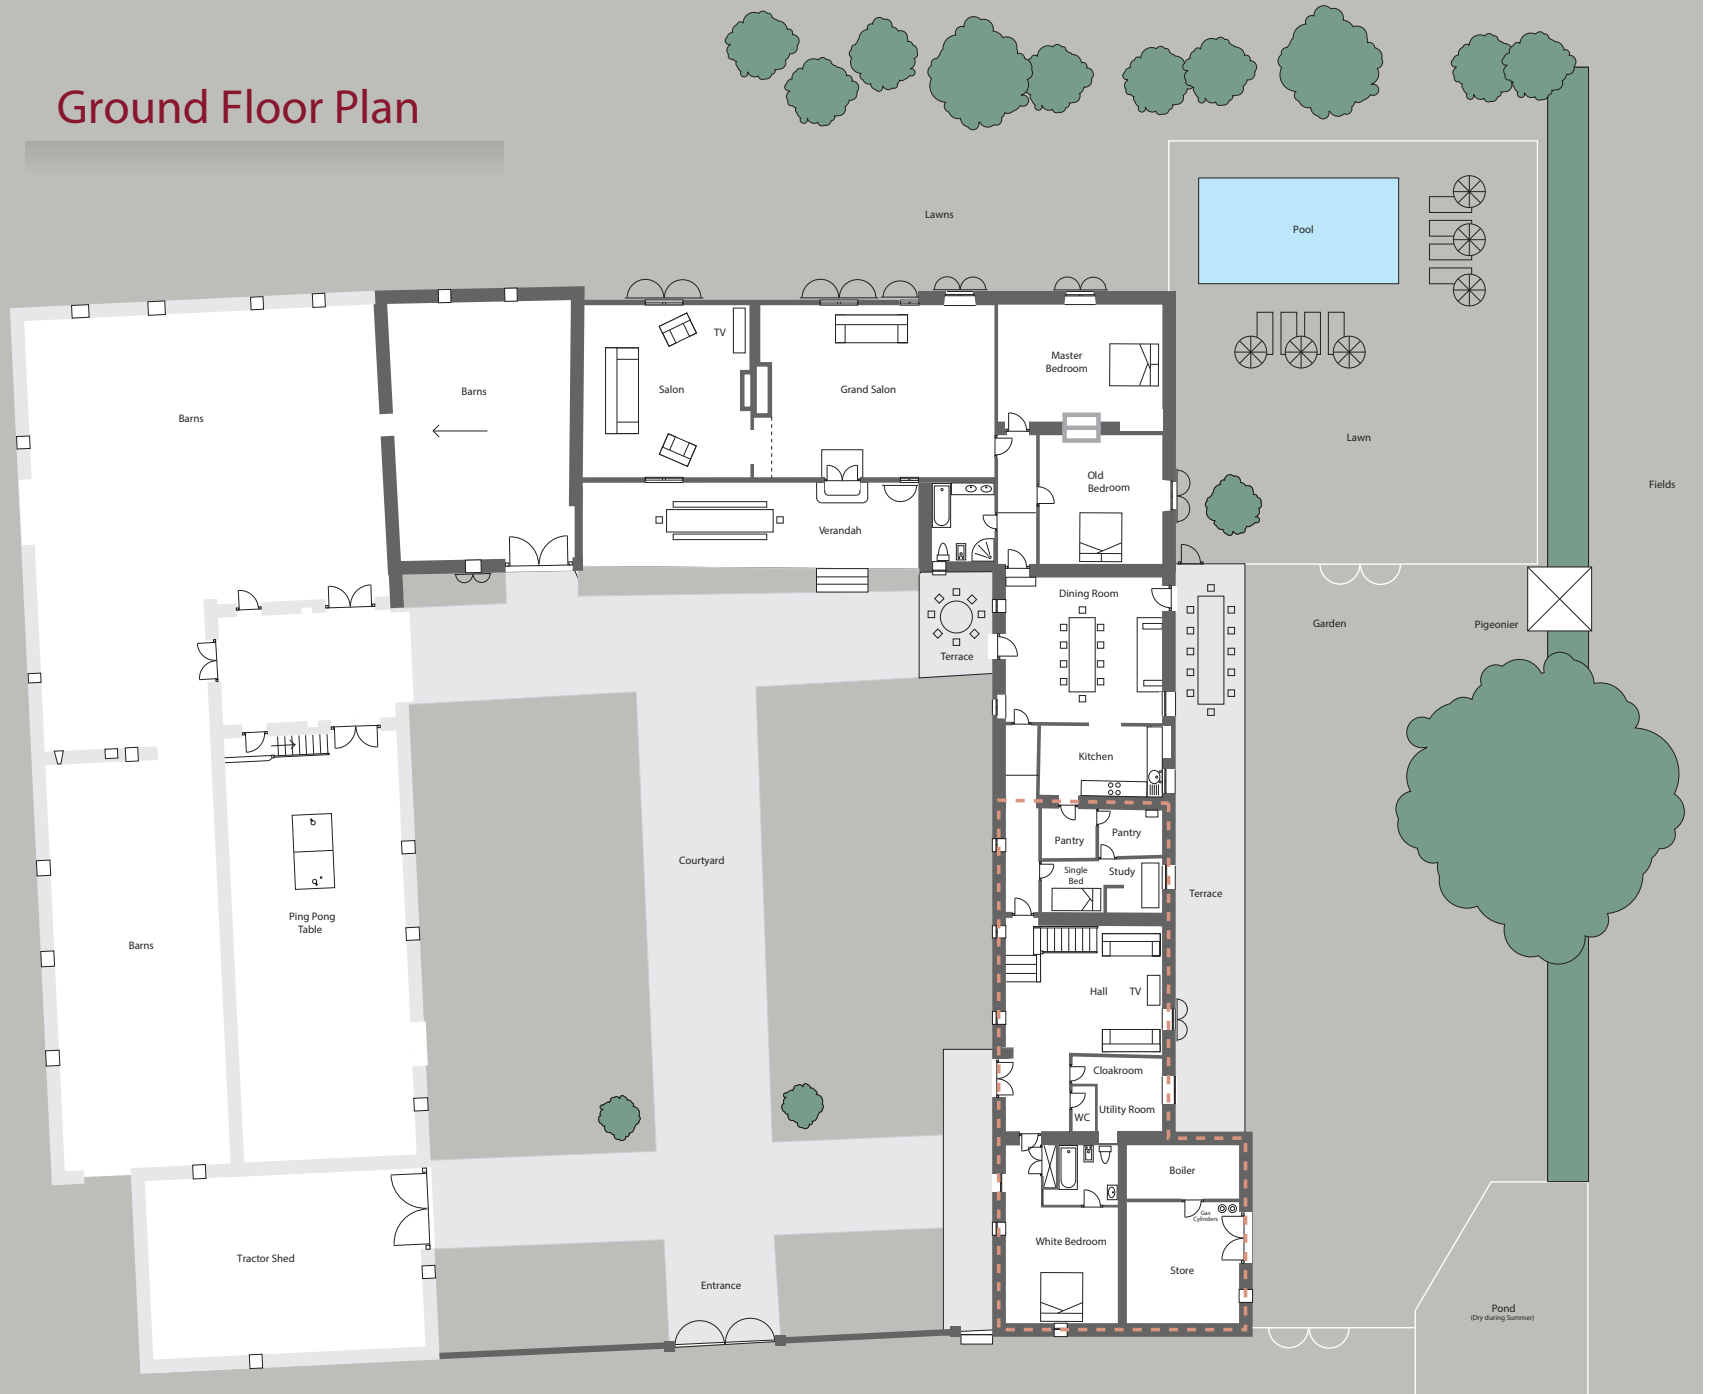 Ground Floor Plan
Lawns
Pool
TV
Salon
Grand Salon
Master
Bedroom
Barns
Barns
Lawn
Old
Bedroom
Fields
Verandah
Dining Room
Garden
Pigeonier
Terrace
Kitchen
Pantry
Pantry
Courtyard
Single
Bed
Study
Terrace
Ping Pong
Table
Barns
Hall
TV
Cloakroom
WC
Utility Room
Boiler
Gas
Cylinders
White Bedroom
Tractor Shed
Store
Entrance
Pond
(Dry during Summer)